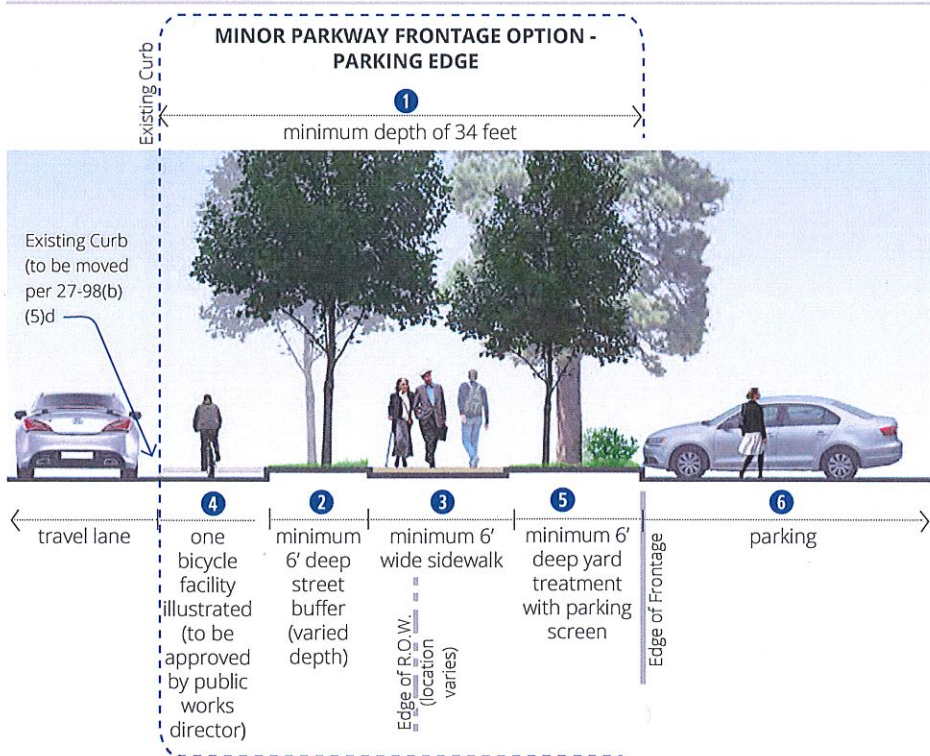 MINOR PARKWAY FRONTAGE OPTION -
PARKING EDGE
Existing Curb
1
minimum depth of 34 feet
Existing Curb
(to be moved
per 27-98(b)
(5)d
4
2
3
5
6
travel lane
one
bicycle
facility
illustrated
(to be
approved
by public
works
director)
minimum
6' deep
street
buffer
(varied
depth)
minimum 6'
wide sidewalk
Edge of R.O.W.
(location
varies)
minimum 6'
deep yard
treatment
with parking
screen
Edge of Frontage
parking